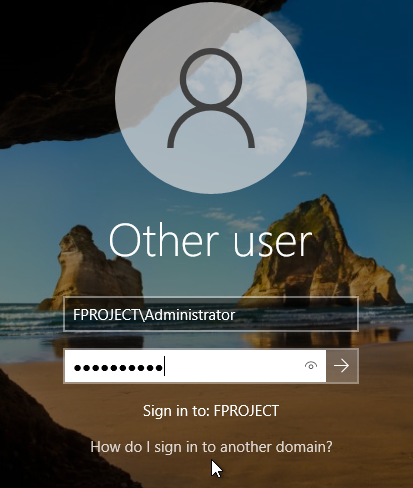 Other user
FPROJECT\Administrator
●●●●●●●●●●
Sign in to: FPROJECT
How do I sign in to another domain?